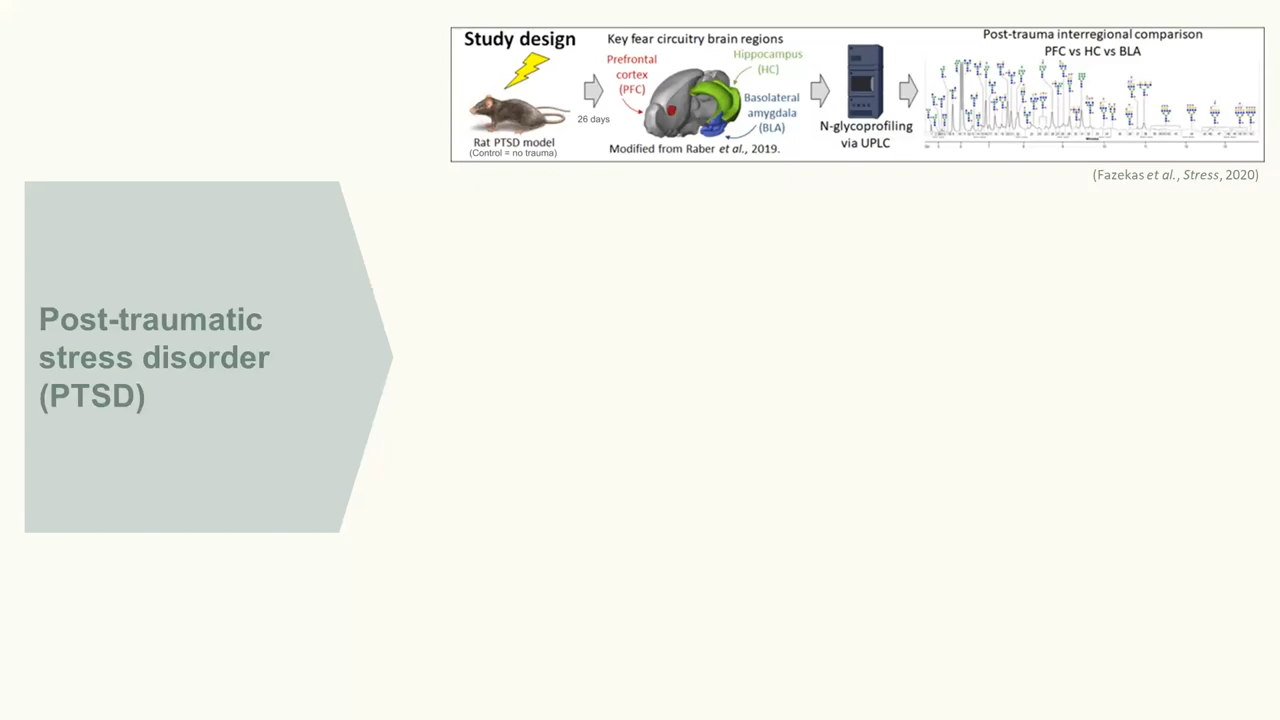 Study design
Rat PTSD model
(Control = no trauma)
26 days
Key fear circuitry brain regions
Prefrontal
cortex
(PFC)
Hippocampus
(HC)
Basolateral
amygdala
(BLA)
Modified from Raber et al., 2019.
N-glycoprofiling
via UPLC
Post-trauma interregional comparison
PFC vs HC vs BLA
(Fazekas et al., Stress, 2020)
Post-traumatic
stress disorder
(PTSD)